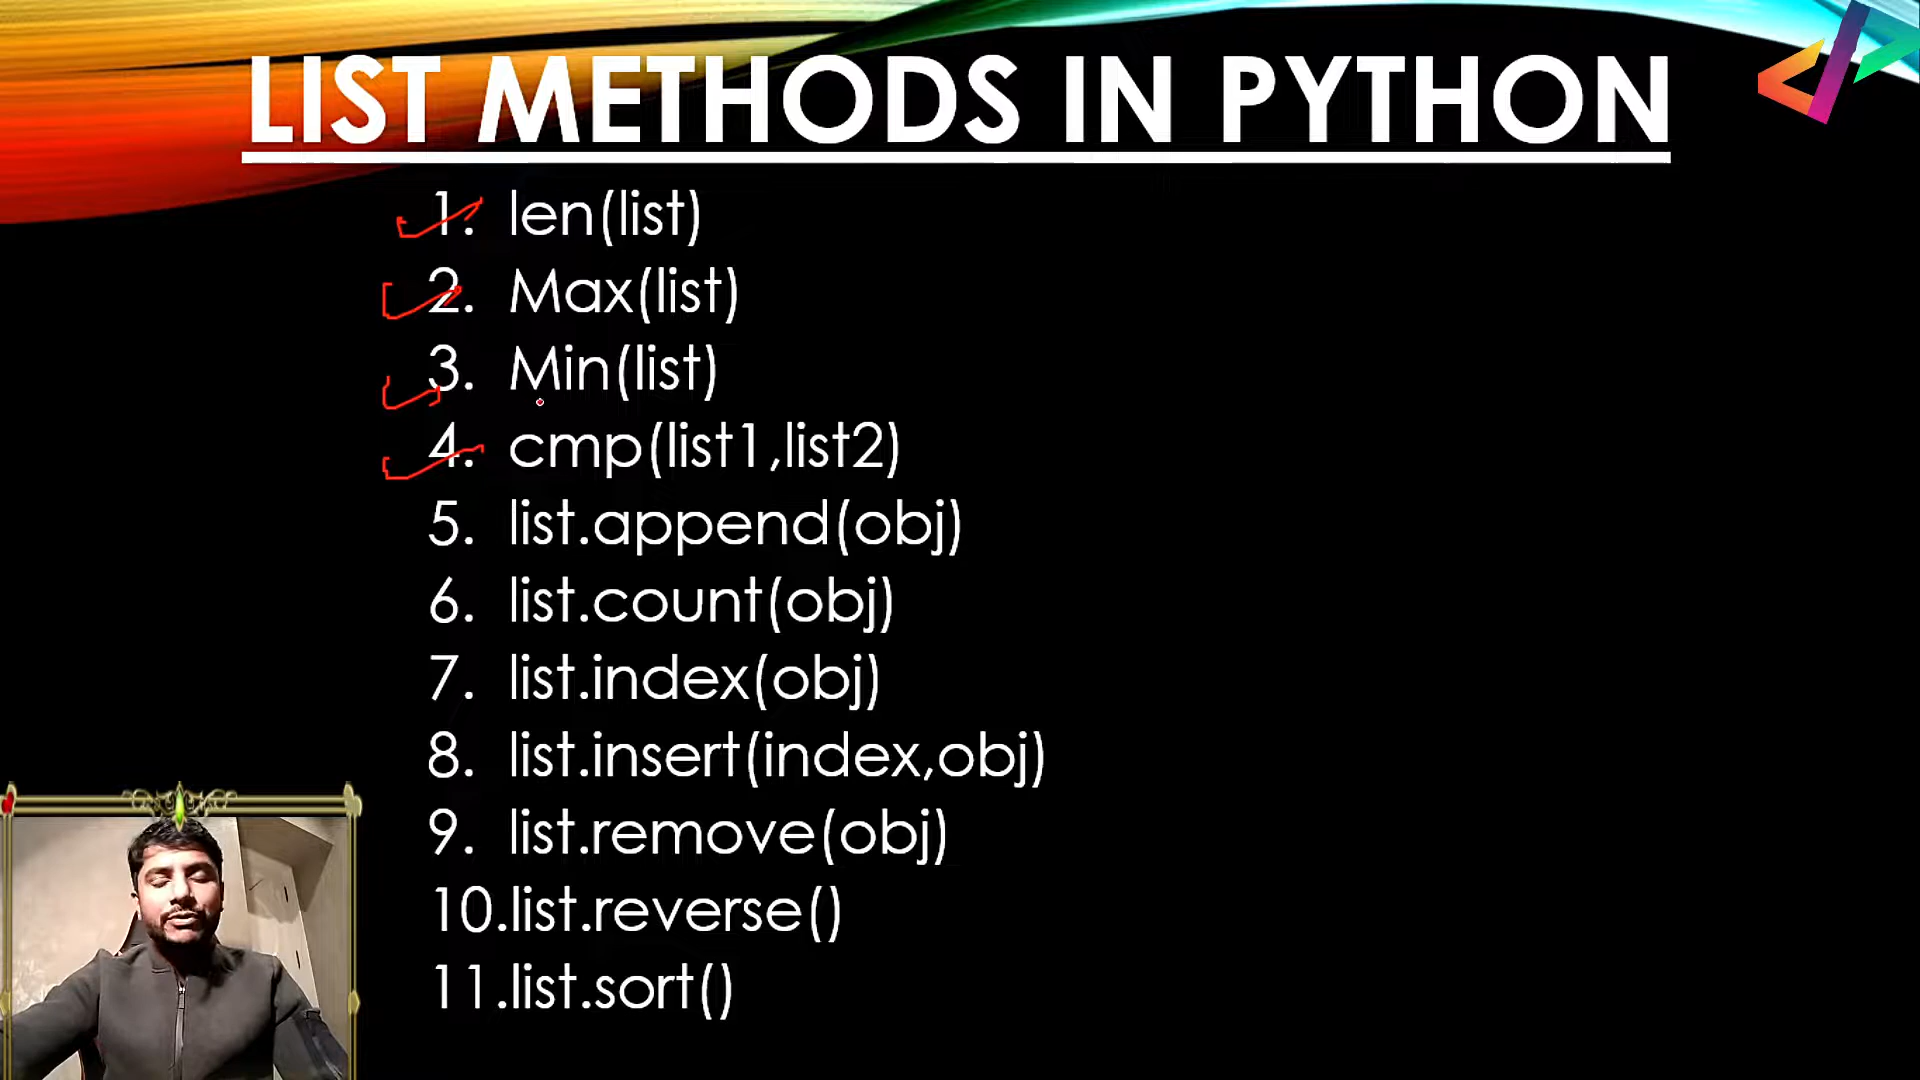 LIST METHODS IN PYTHON
1. len(list)
2. Max(list)
3. Min(list)
4. cmp(list1,list2)
5. list.append(obj)
6. list.count(obj)
7. list.index(obj)
8. list.insert(index,obj)
9. list.remove(obj)
10.list.reverse()
11.list.sort()